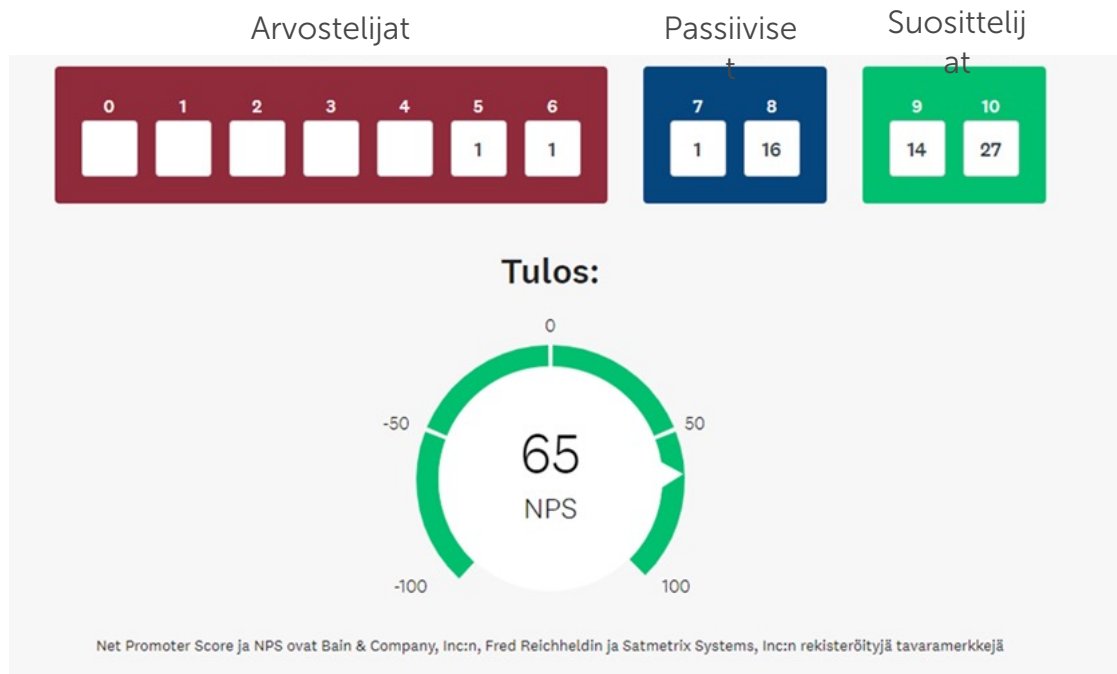 Arvostelijat
Passiivise
t
Suosittelij
at
0 1 2 3 4 5 6
1 1
7 8
1 16
9 10
14 27
Tulos:
0
-50
50
65
NPS
-100
100
Net Promoter Score ja NPS ovat Bain & Company, Inc:n, Fred Reichheldin ja Satmetrix Systems, Inc:n rekisteröityjä tavaramerkkejä